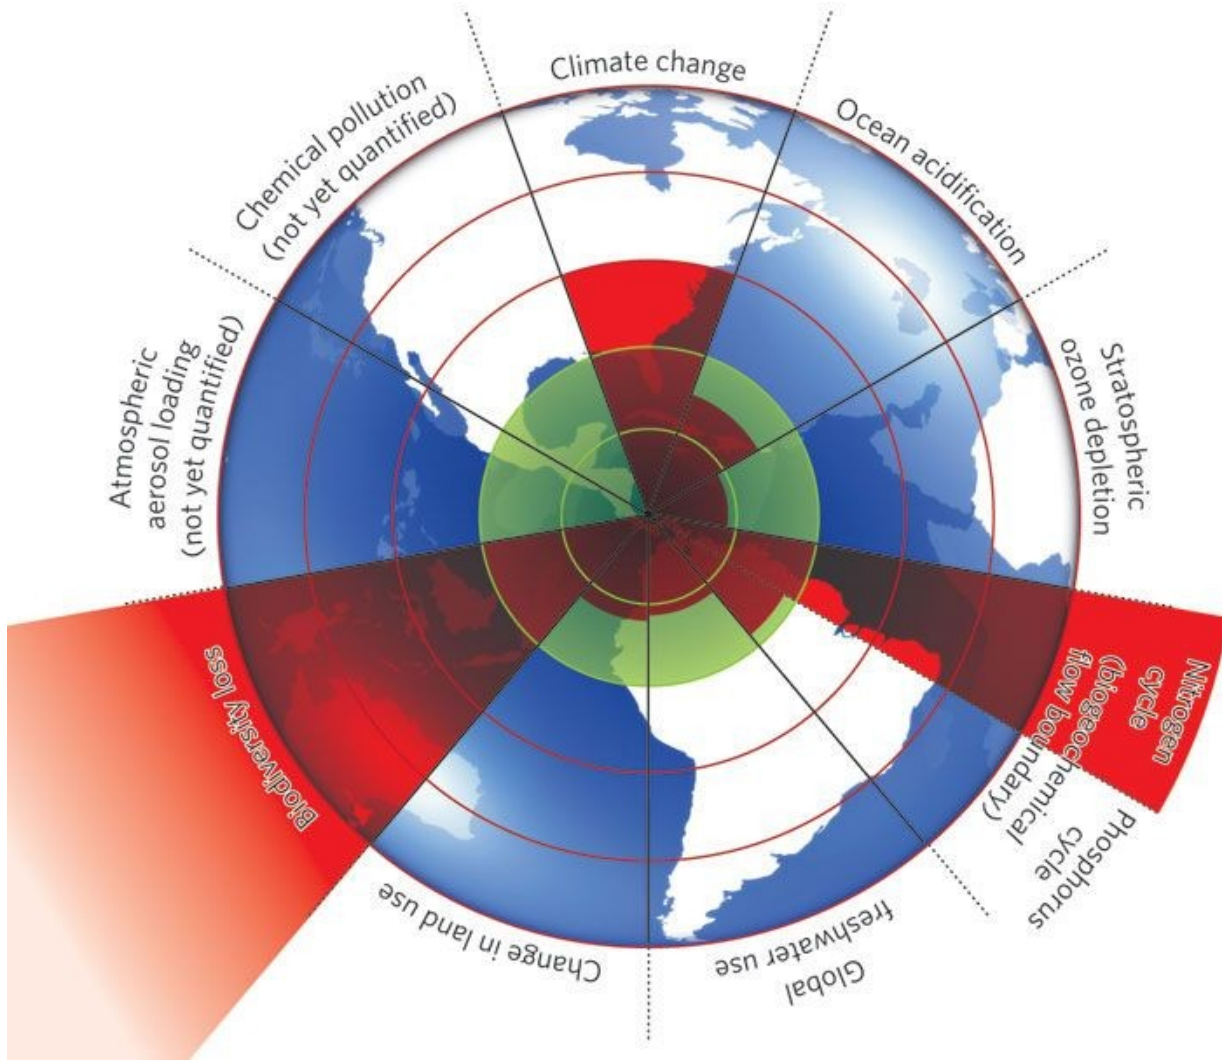 Climate change
Ocean acidification
Stratospheric
ozone depletion
Nitrogen
cycle
(biogeochemical
flow boundary)
Phosphorus
cycle
Global
freshwater use
Change in land use
Biodiversity loss
Atmospheric
aerosol loading
(not yet quantified)
Chemical pollution
(not yet quantified)